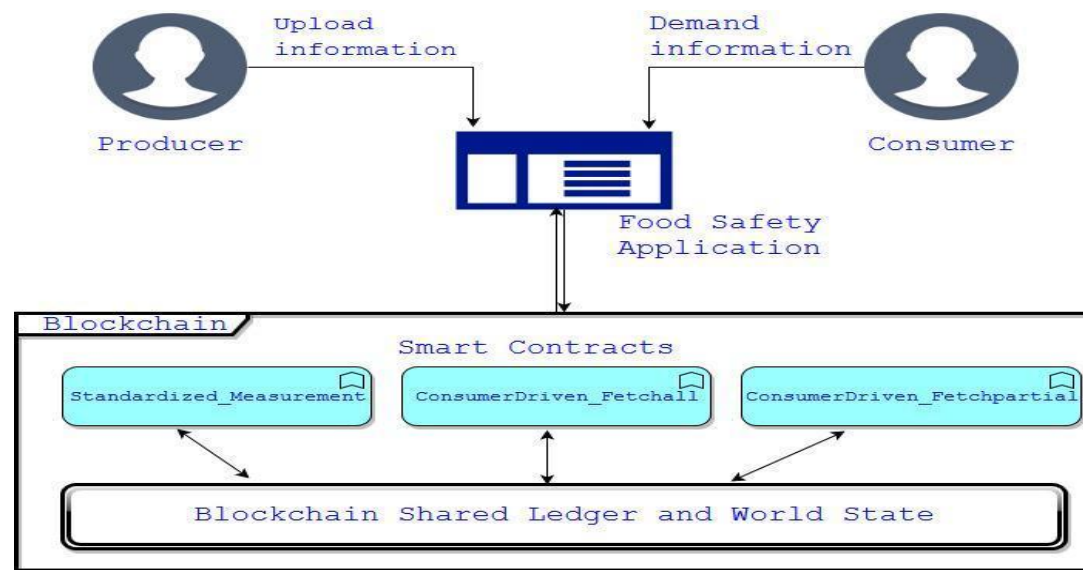 Upload
information
Demand
information
Producer
Consumer
Food Safety
Application
Blockchain
Smart Contracts
Standardized_Measurement
ConsumerDriven_Fetchall
ConsumerDriven_Fetchpartial
Blockchain Shared Ledger and World State